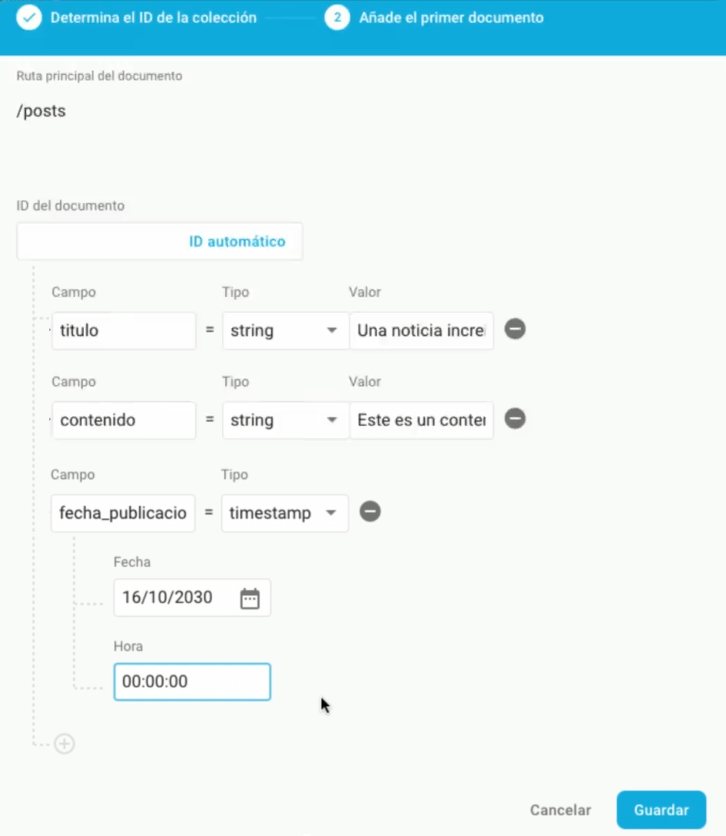 Determina el ID de la colección 2 Añade el primer documento
Ruta principal del documento
/posts
ID del documento
ID automático
Campo Tipo Valor
titulo = string Una noticia incre
Campo Tipo Valor
contenido = string Este es un conter
Campo Tipo
fecha_publicacio = timestamp
Fecha
16/10/2030
Hora
00:00:00
Cancelar Guardar